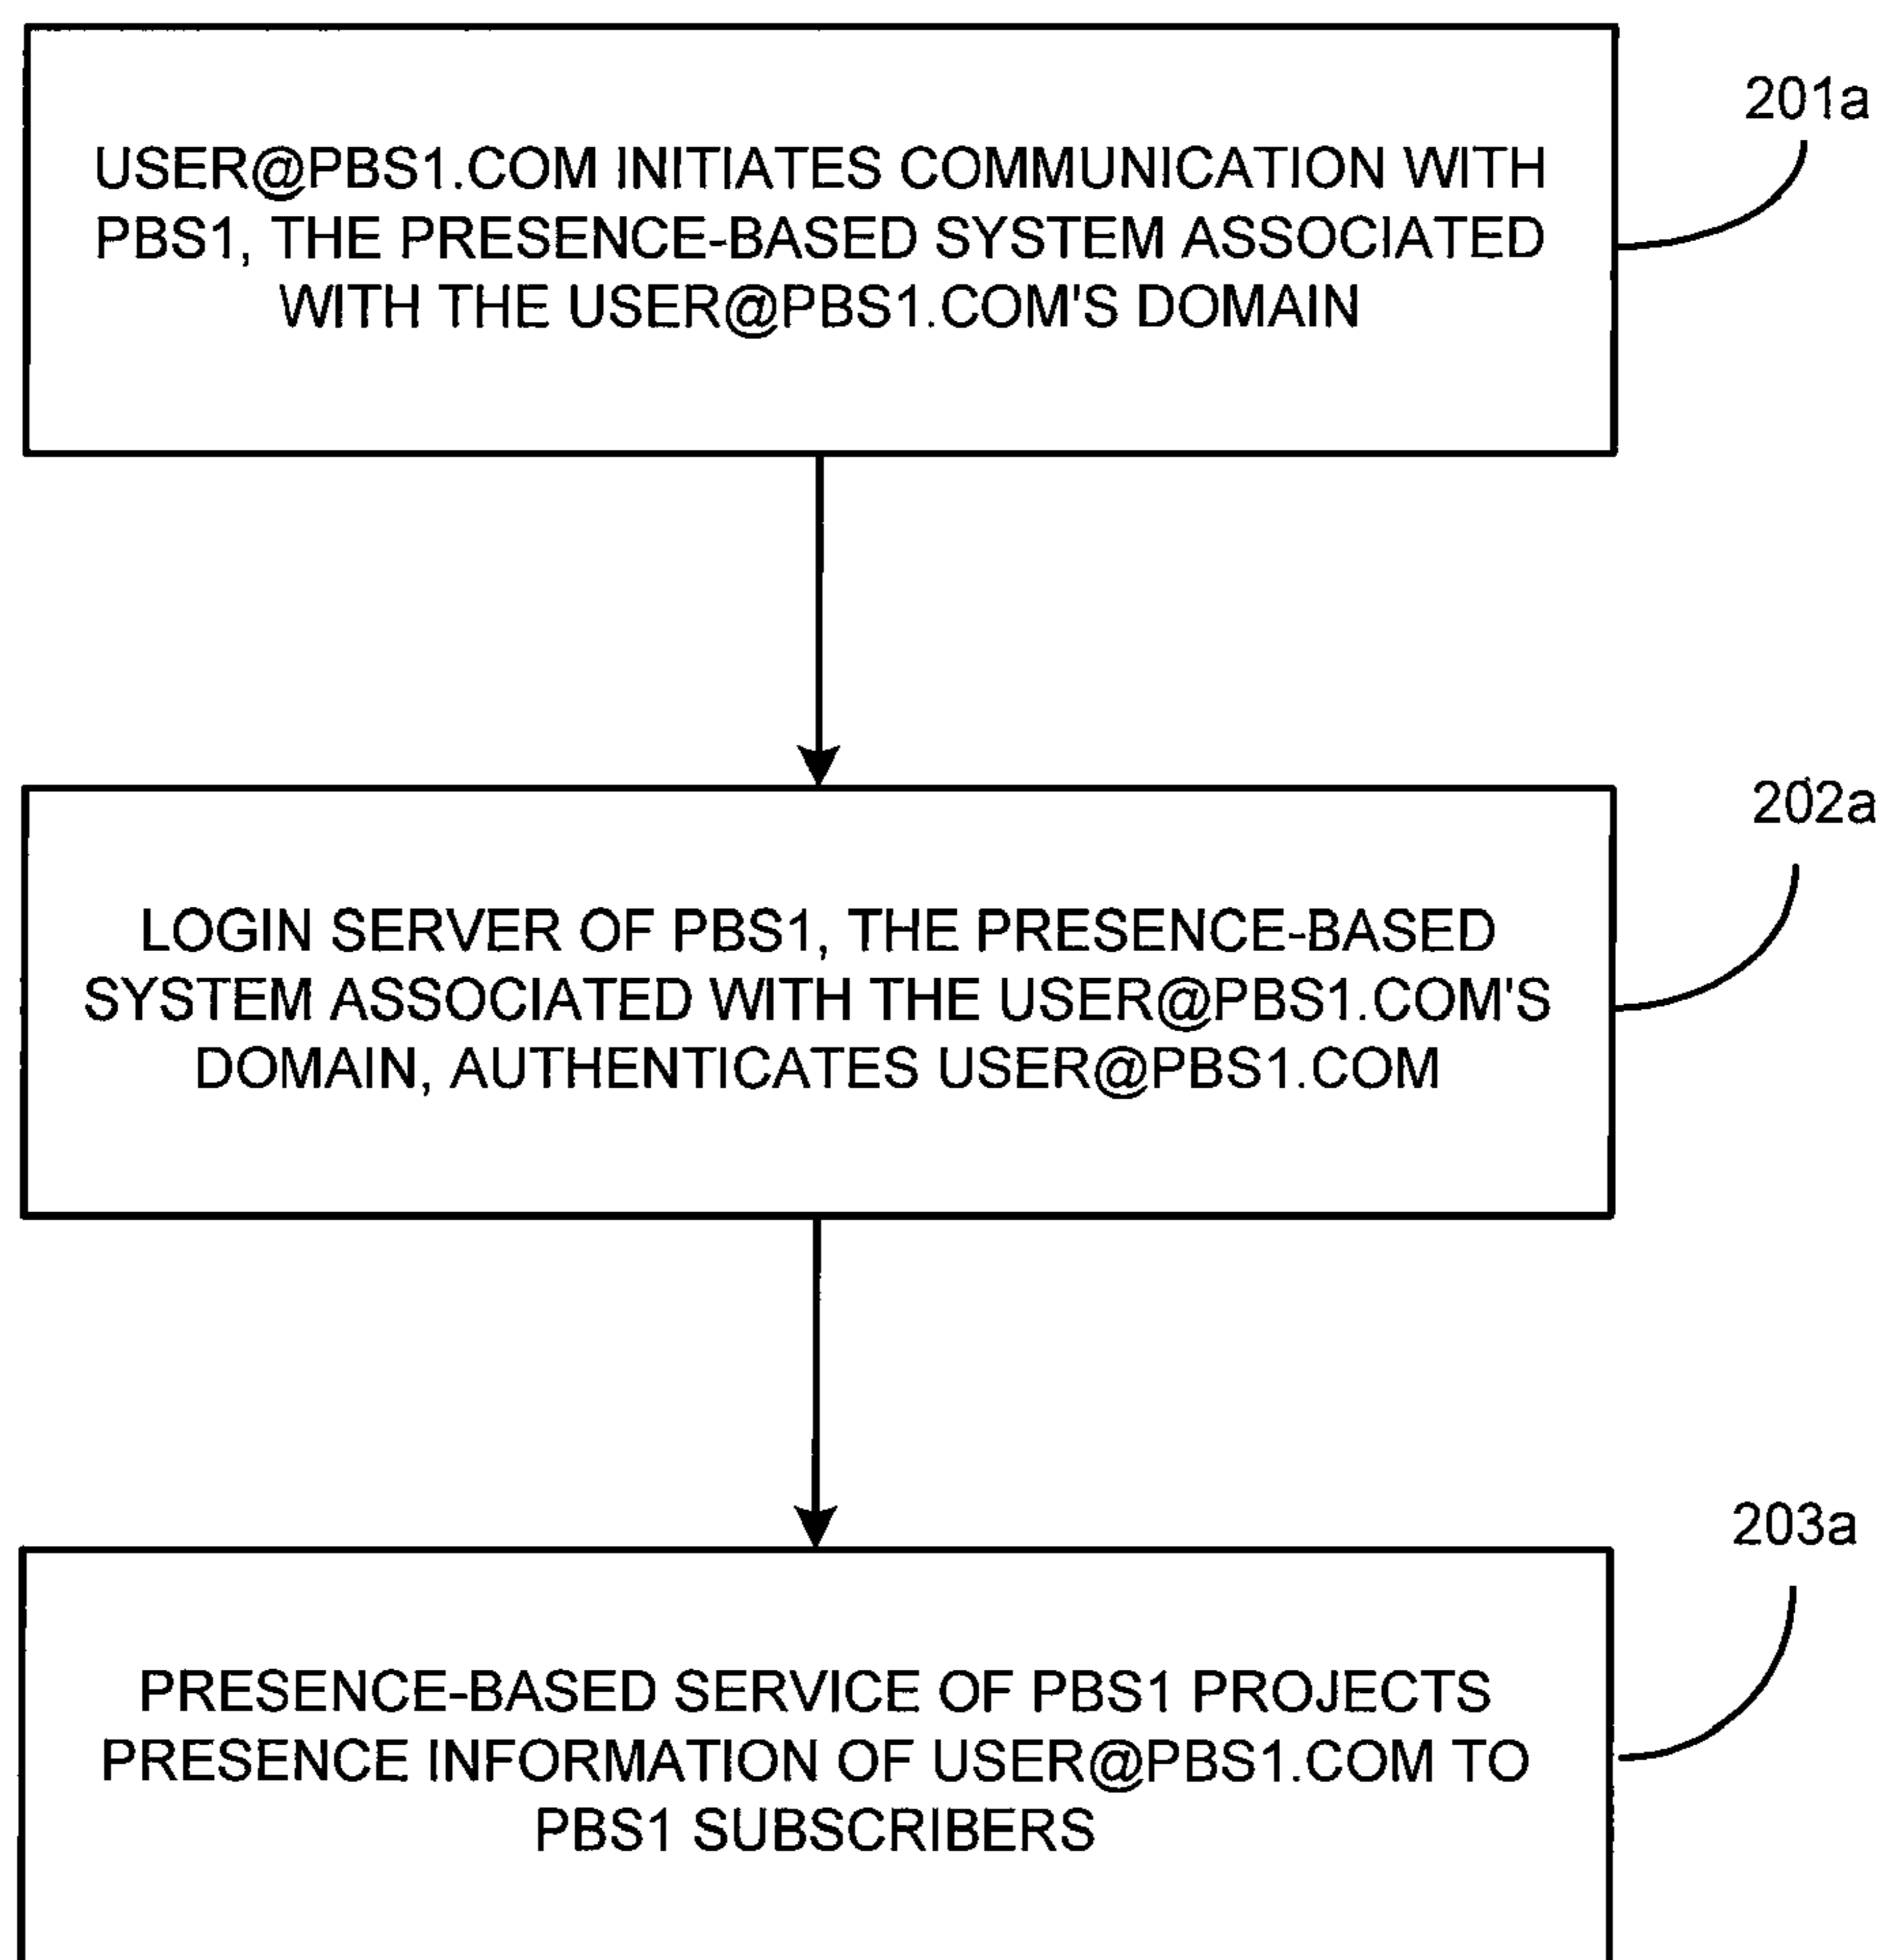 201a
USER@PBS1.COM INITIATES COMMUNICATION WITH
PBS1, THE PRESENCE-BASED SYSTEM ASSOCIATED
WITH THE USER@PBS1.COM'S DOMAIN
202a
LOGIN SERVER OF PBS1, THE PRESENCE-BASED
SYSTEM ASSOCIATED WITH THE USER@PBS1.COM'S
DOMAIN, AUTHENTICATES USER@PBS1.COM
203a
PRESENCE-BASED SERVICE OF PBS1 PROJECTS
PRESENCE INFORMATION OF USER@PBS1.COM TO
PBS1 SUBSCRIBERS